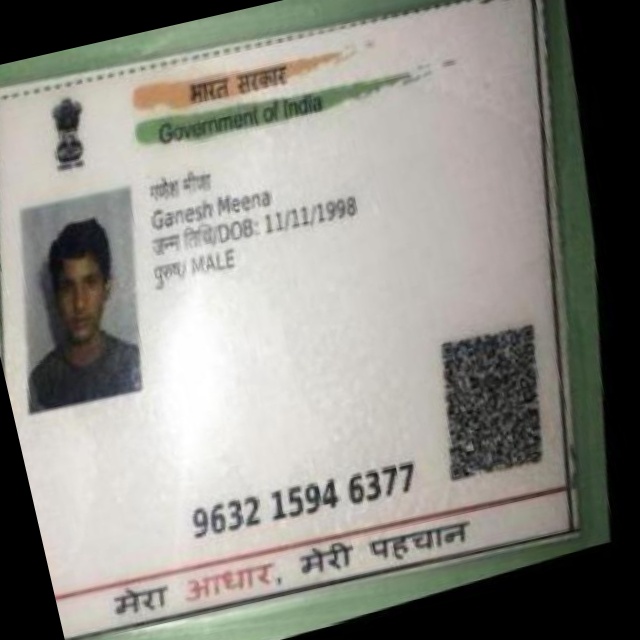 भारत सरकार
Government of India
गणेश मीणा
Ganesh Meena
जन्म तिथि/DOB: 11/11/1998
पुरुष/ MALE
9632 1594 6377
मेरा आधार, मेरी पहचान